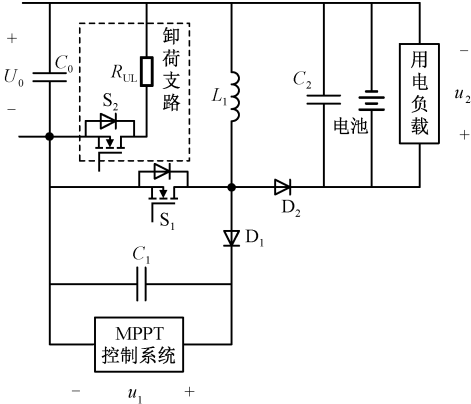 +
U₀
−
C₀
R_UL
卸荷支路
S₂
L₁
C₂
电池
用电负载
−
u₂
+
S₁
D₂
D₁
C₁
MPPT
控制系统
− u₁ +